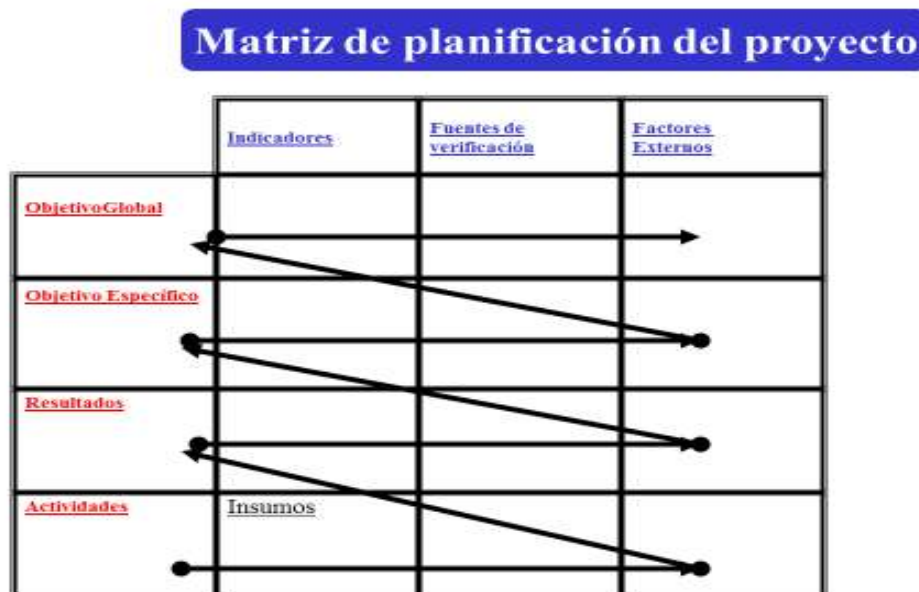 Matriz de planificación del proyecto
Indicadores
Fuentes de
verificación
Factores
Externos
ObjetivoGlobal
Objetivo Específico
Resultados
Actividades
Insumos